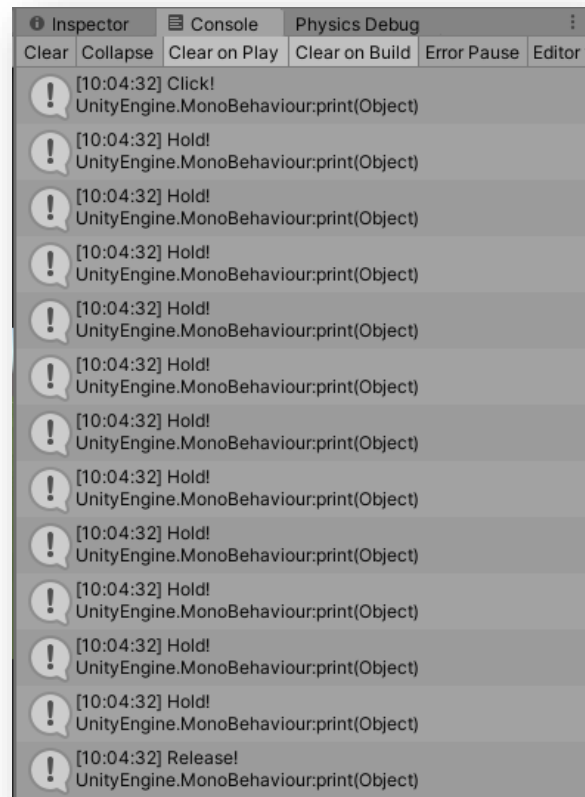 Inspector Console Physics Debug
Clear Collapse Clear on Play Clear on Build Error Pause Editor
[10:04:32] Click!
UnityEngine.MonoBehaviour:print(Object)
[10:04:32] Hold!
UnityEngine.MonoBehaviour:print(Object)
[10:04:32] Hold!
UnityEngine.MonoBehaviour:print(Object)
[10:04:32] Hold!
UnityEngine.MonoBehaviour:print(Object)
[10:04:32] Hold!
UnityEngine.MonoBehaviour:print(Object)
[10:04:32] Hold!
UnityEngine.MonoBehaviour:print(Object)
[10:04:32] Hold!
UnityEngine.MonoBehaviour:print(Object)
[10:04:32] Hold!
UnityEngine.MonoBehaviour:print(Object)
[10:04:32] Hold!
UnityEngine.MonoBehaviour:print(Object)
[10:04:32] Hold!
UnityEngine.MonoBehaviour:print(Object)
[10:04:32] Hold!
UnityEngine.MonoBehaviour:print(Object)
[10:04:32] Hold!
UnityEngine.MonoBehaviour:print(Object)
[10:04:32] Release!
UnityEngine.MonoBehaviour:print(Object)